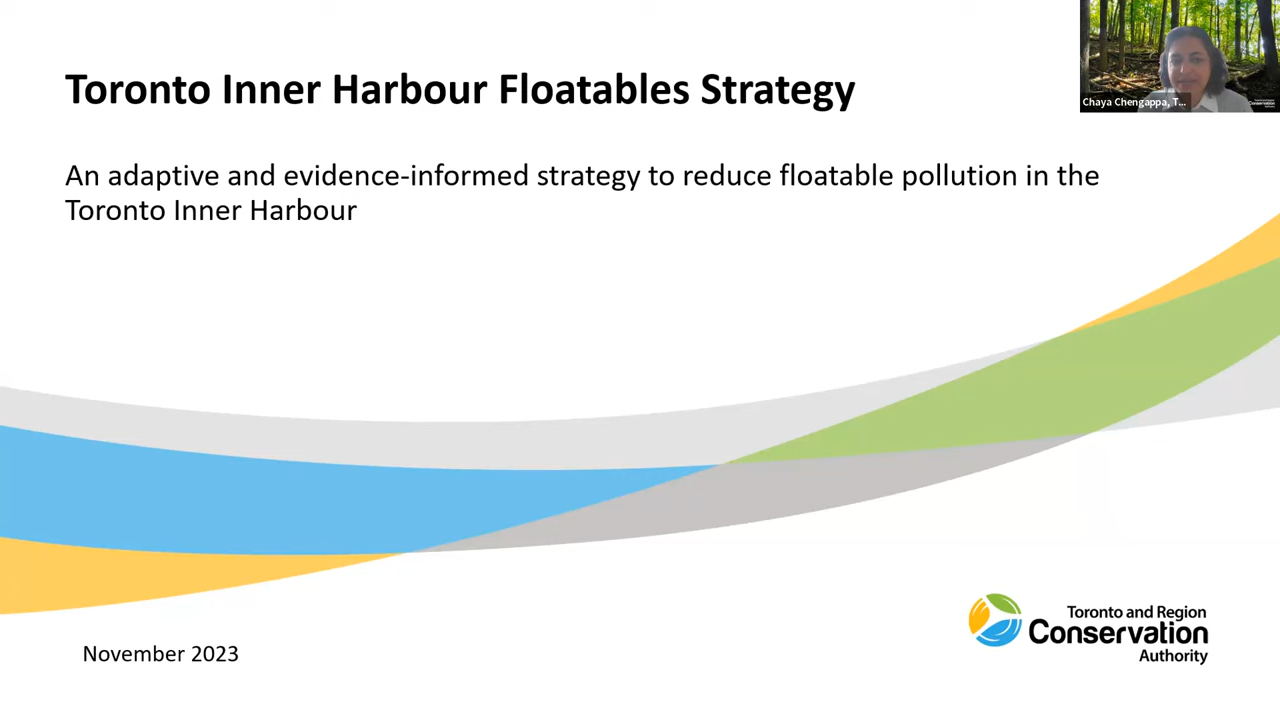 Toronto Inner Harbour Floatables Strategy
An adaptive and evidence-informed strategy to reduce floatable pollution in the
Toronto Inner Harbour
Chaya Chengappa, T...
Conservation
November 2023
Toronto and Region
Conservation
Authority